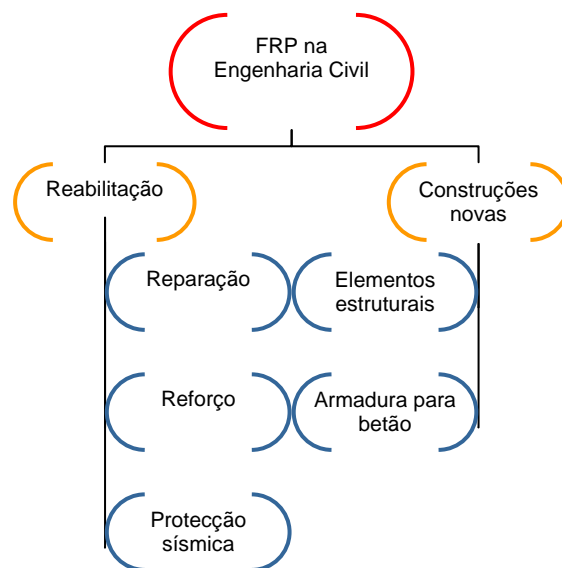 FRP na
Engenharia Civil
Reabilitação
Construções
novas
Reparação
Elementos
estruturais
Reforço
Armadura para
betão
Protecção
sísmica